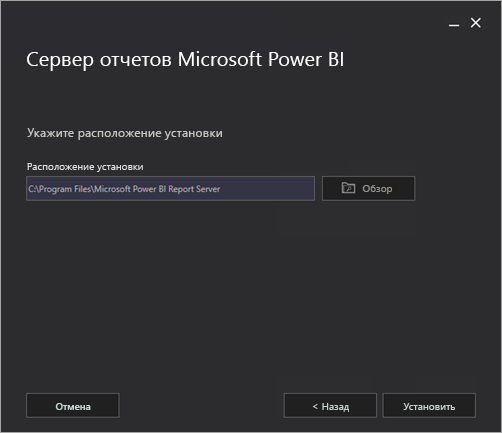 Сервер отчетов Microsoft Power BI
Укажите расположение установки
Расположение установки
C:\Program Files\Microsoft Power BI Report Server
Обзор
Отмена
< Назад
Установить